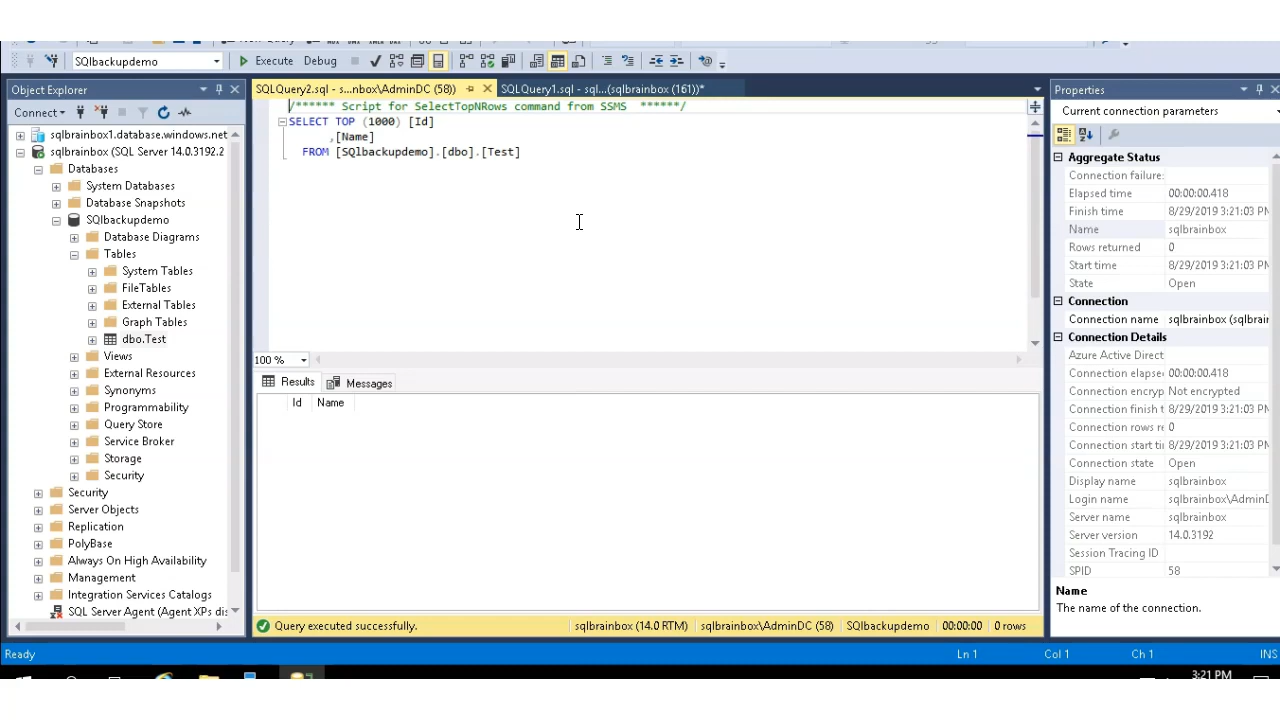 SQlbackupdemo
Execute
Debug
Object Explorer
Connect
sqlbrainbox1.database.windows.net
sqlbrainbox (SQL Server 14.0.3192.2
Databases
System Databases
Database Snapshots
SQlbackupdemo
Database Diagrams
Tables
System Tables
FileTables
External Tables
Graph Tables
dbo.Test
Views
External Resources
Synonyms
Programmability
Query Store
Service Broker
Storage
Security
Security
Server Objects
Replication
PolyBase
Always On High Availability
Management
Integration Services Catalogs
SQL Server Agent (Agent XPs dis
SQLQuery2.sql - s...nbox\AdminDC (58))
SQLQuery1.sql - sql...(sqlbrainbox (161))*
/****** Script for SelectTopNRows command from SSMS ******/
SELECT TOP (1000) [Id]
,[Name]
FROM [SQlbackupdemo].[dbo].[Test]
100 %
Results
Messages
Id Name
Query executed successfully.
sqlbrainbox (14.0 RTM)
sqlbrainbox\AdminDC (58)
SQlbackupdemo
00:00:00
0 rows
Properties
Current connection parameters
Aggregate Status
Connection failure:
Elapsed time 00:00:00.418
Finish time 8/29/2019 3:21:03 PM
Name sqlbrainbox
Rows returned 0
Start time 8/29/2019 3:21:03 PM
State Open
Connection
Connection name sqlbrainbox (sqlbrain
Connection Details
Azure Active Direct
Connection elapse 00:00:00.418
Connection encryp Not encrypted
Connection finish t 8/29/2019 3:21:03 PM
Connection rows re 0
Connection start ti 8/29/2019 3:21:03 PM
Connection state Open
Display name sqlbrainbox
Login name sqlbrainbox\AdminD
Server name sqlbrainbox
Server version 14.0.3192
Session Tracing ID
SPID 58
Name
The name of the connection.
Ready
Ln 1
Col 1
Ch 1
INS
3:21 PM